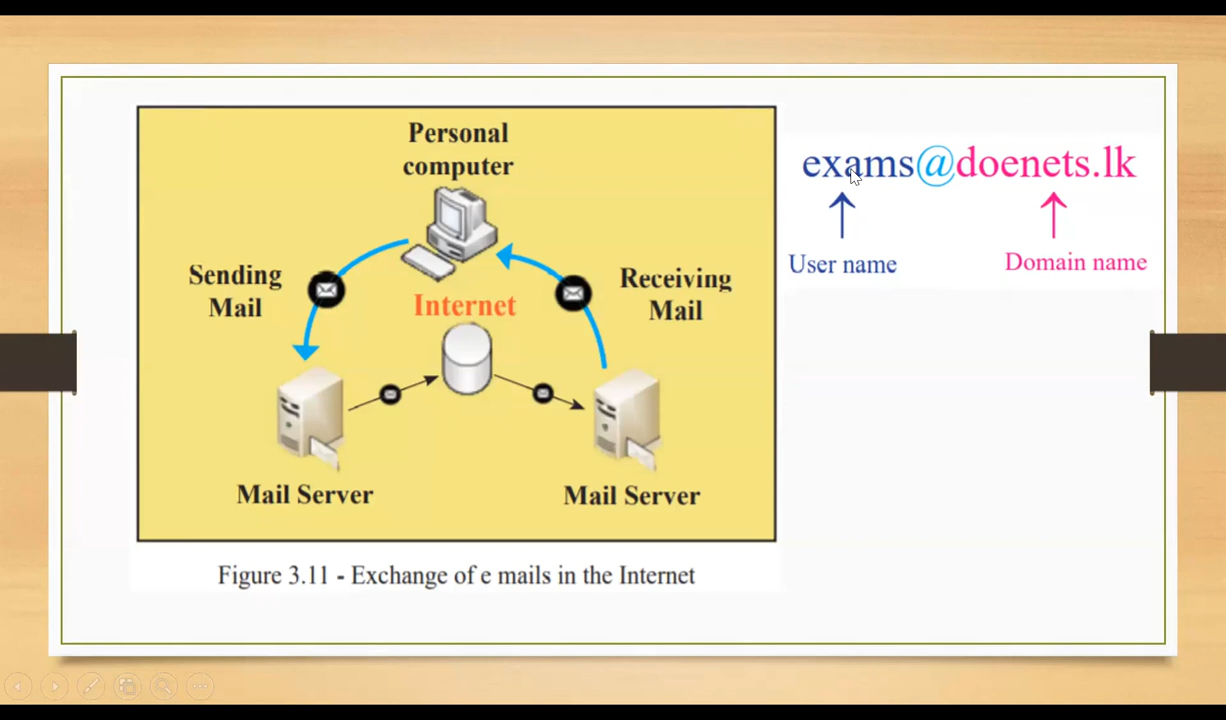 Personal
computer
Sending
Mail
Internet
Receiving
Mail
Mail Server
Mail Server
Figure 3.11 - Exchange of e mails in the Internet
exams@doenets.lk
User name
Domain name